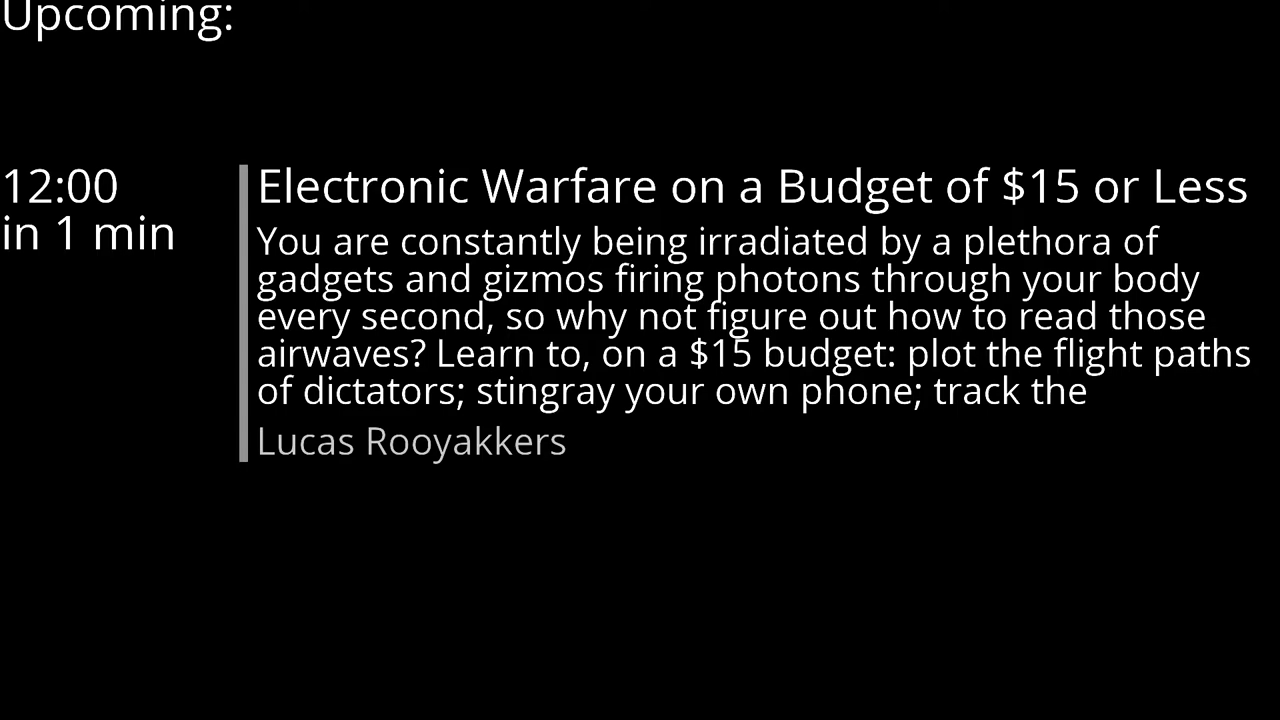 Upcoming:
12:00
in 1 min
Electronic Warfare on a Budget of $15 or Less
You are constantly being irradiated by a plethora of
gadgets and gizmos firing photons through your body
every second, so why not figure out how to read those
airwaves? Learn to, on a $15 budget: plot the flight paths
of dictators; stingray your own phone; track the
Lucas Rooyakkers